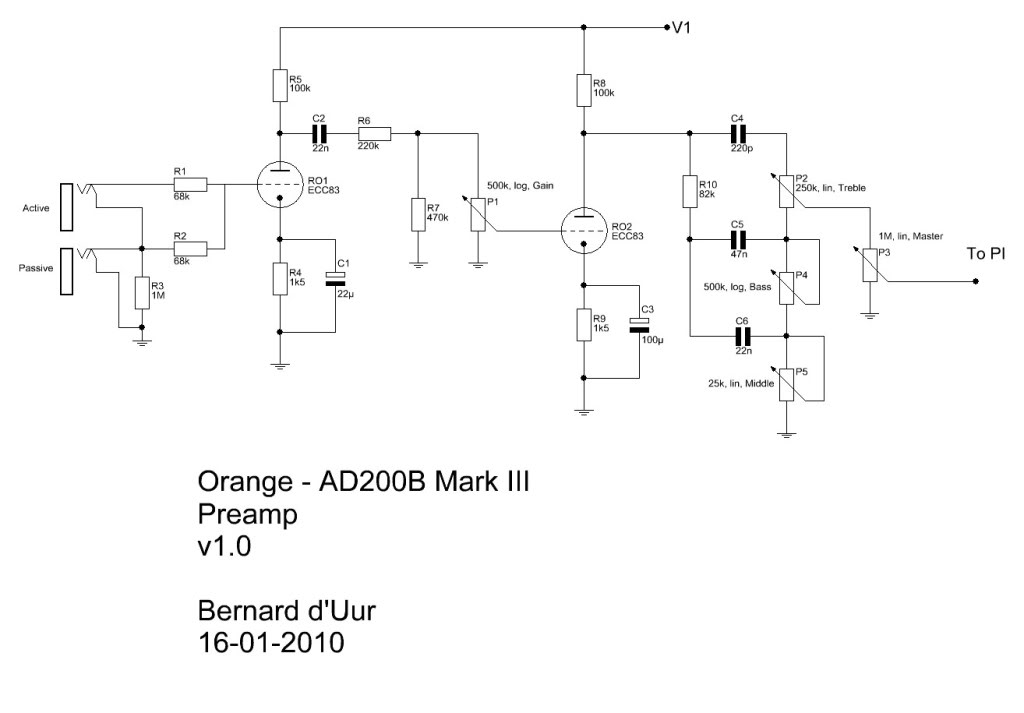 V1
R5
100k
R8
100k
C2
22n
R6
220k
C4
220p
R1
68k
RO1
ECC83
500k, log, Gain
P1
R10
82k
P2
250k, lin, Treble
Active
R7
470k
RO2
ECC83
C5
47n
1M, lin, Master
P3
To PI
R2
68k
Passive
R3
1M
R4
1k5
C1
22µ
500k, log, Bass
P4
R9
1k5
C3
100µ
C6
22n
25k, lin, Middle
P5
Orange - AD200B Mark III
Preamp
v1.0
Bernard d'Uur
16-01-2010